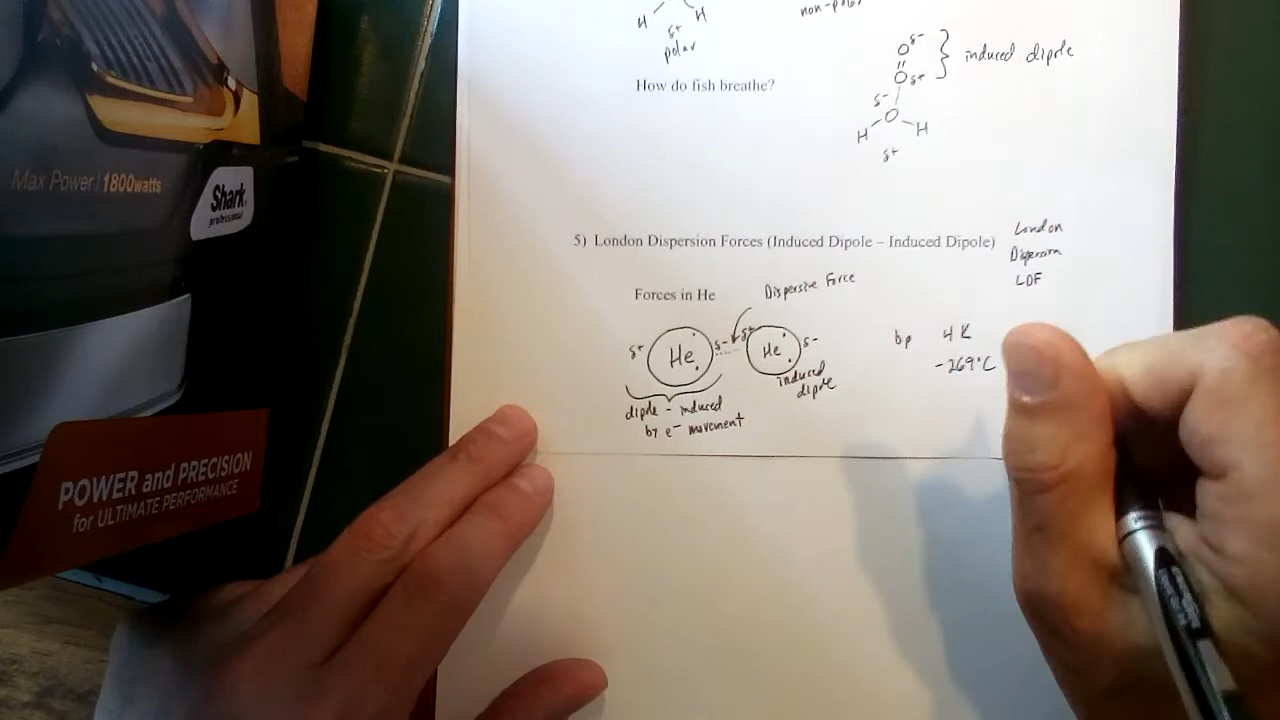 Max Power | 1800watts
Shark
professional
POWER and PRECISION
for ULTIMATE PERFORMANCE
H H
δ+
polar
non-polar
How do fish breathe?
O δ-
O δ+
} induced dipole
δ-
O
H H
δ+
5) London Dispersion Forces (Induced Dipole – Induced Dipole)
London
Dispersion
LDF
Forces in He
Dispersive Force
δ+ He δ- δ+ He δ-
induced
dipole
dipole - induced
by e⁻ movement
bp 4 K
-269°C